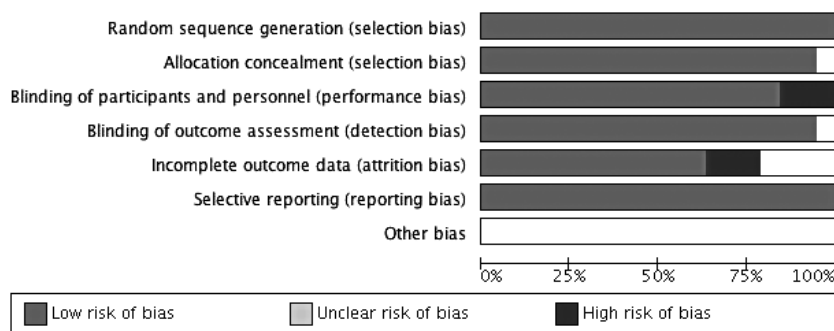 Random sequence generation (selection bias)
Allocation concealment (selection bias)
Blinding of participants and personnel (performance bias)
Blinding of outcome assessment (detection bias)
Incomplete outcome data (attrition bias)
Selective reporting (reporting bias)
Other bias
0% 25% 50% 75% 100%
Low risk of bias Unclear risk of bias High risk of bias